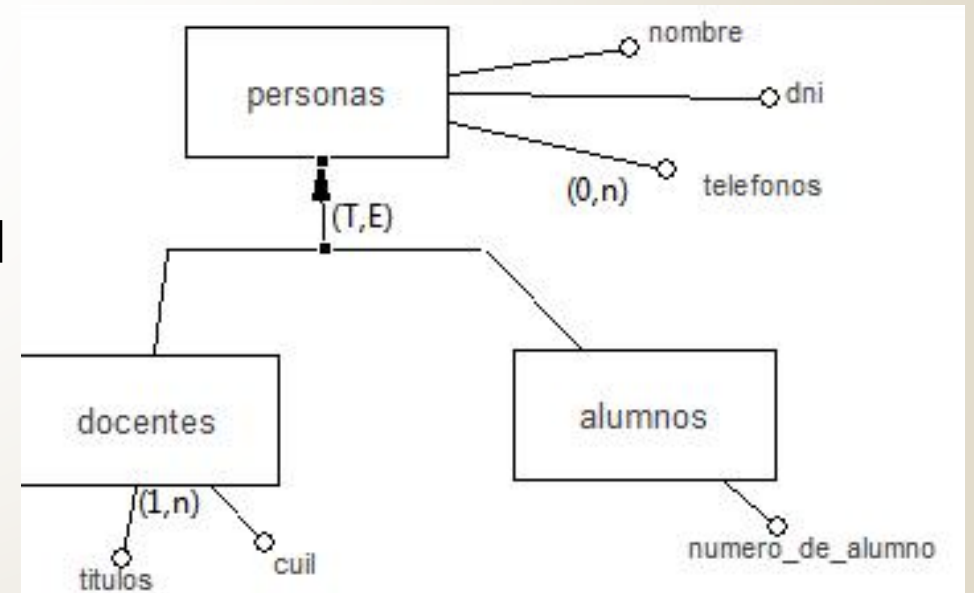 nombre
personas
dni
(0,n)
telefonos
(T,E)
docentes
alumnos
(1,n)
titulos
cuil
numero_de_alumno